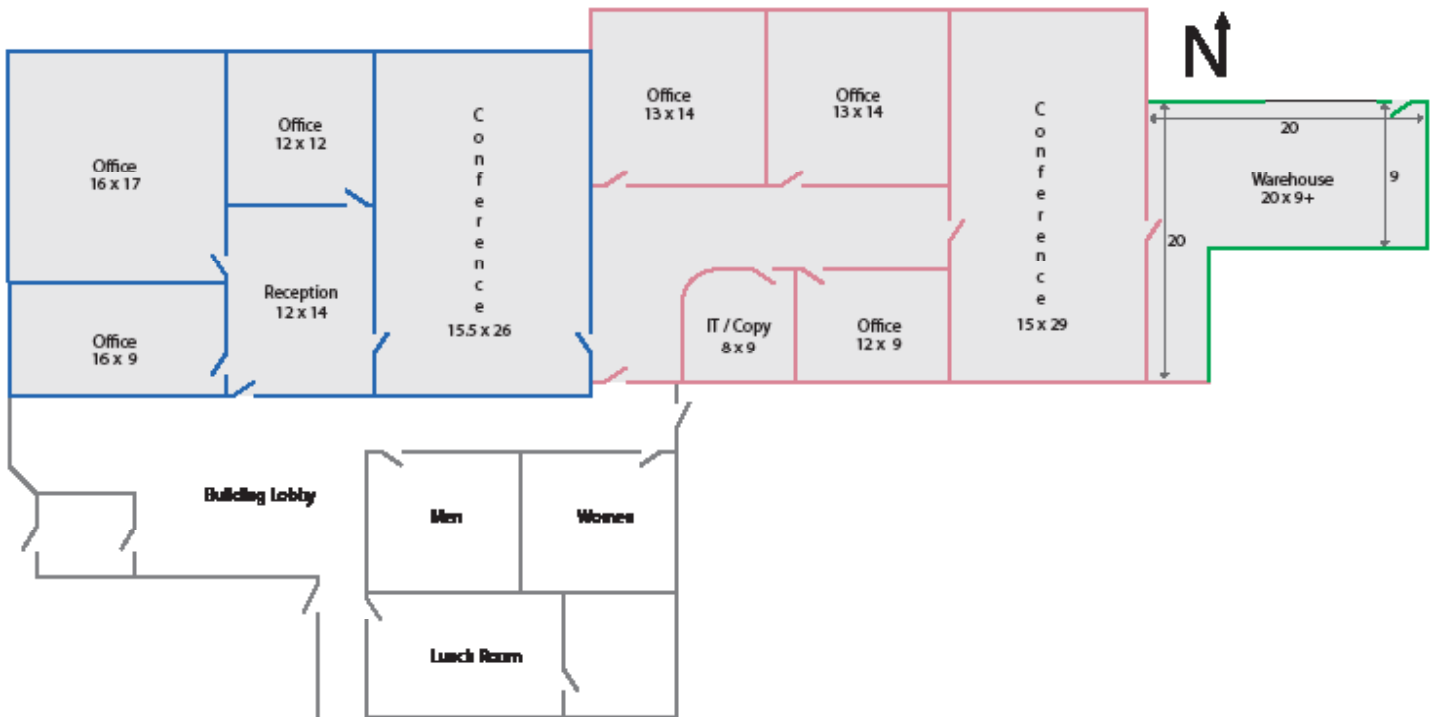 N
Office
16 x 17
Office
12 x 12
Conference
15.5 x 26
Office
13 x 14
Office
13 x 14
Conference
15 x 29
20
Warehouse
20 x 9+
9
20
Reception
12 x 14
Office
16 x 9
IT / Copy
8 x 9
Office
12 x 9
Building Lobby
Men
Women
Lunch Room